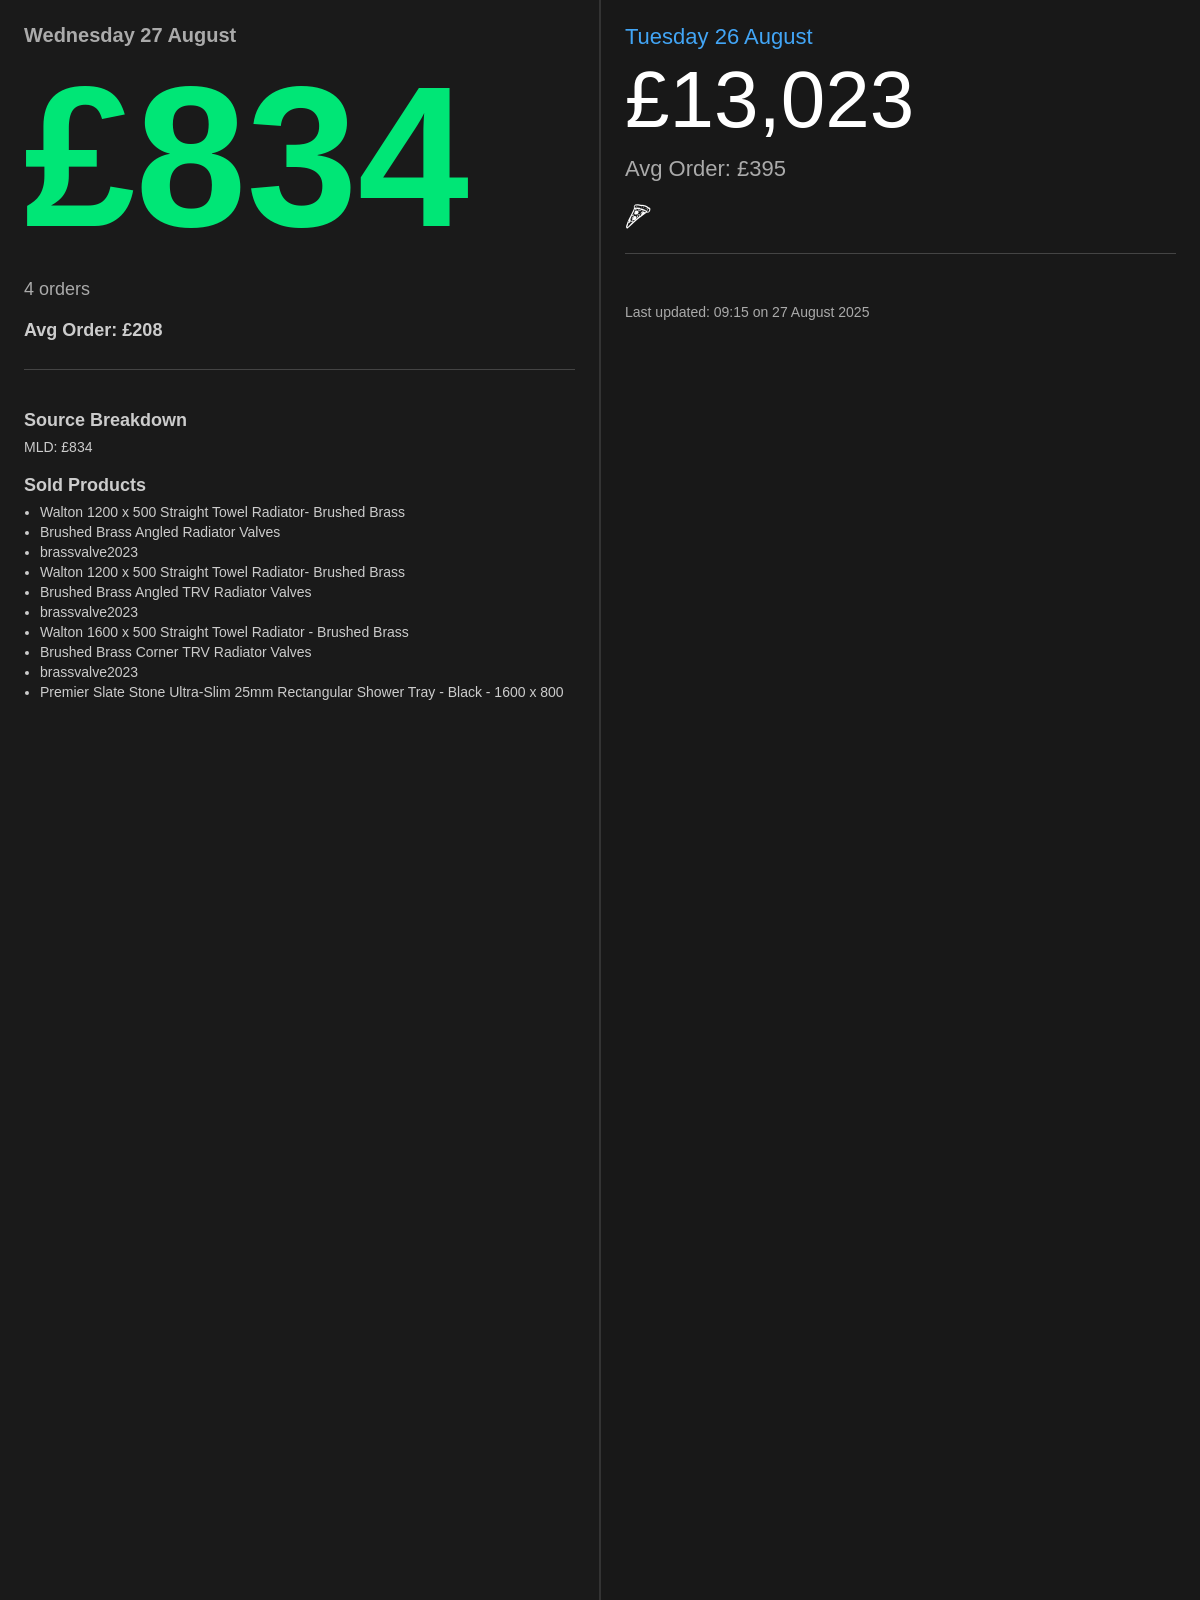 Wednesday 27 August
£834
4 orders
Avg Order: £208
Source Breakdown
MLD: £834
Sold Products
Walton 1200 x 500 Straight Towel Radiator- Brushed Brass
Brushed Brass Angled Radiator Valves
brassvalve2023
Walton 1200 x 500 Straight Towel Radiator- Brushed Brass
Brushed Brass Angled TRV Radiator Valves
brassvalve2023
Walton 1600 x 500 Straight Towel Radiator - Brushed Brass
Brushed Brass Corner TRV Radiator Valves
brassvalve2023
Premier Slate Stone Ultra-Slim 25mm Rectangular Shower Tray - Black - 1600 x 800
Tuesday 26 August
£13,023
Avg Order: £395
Last updated: 09:15 on 27 August 2025